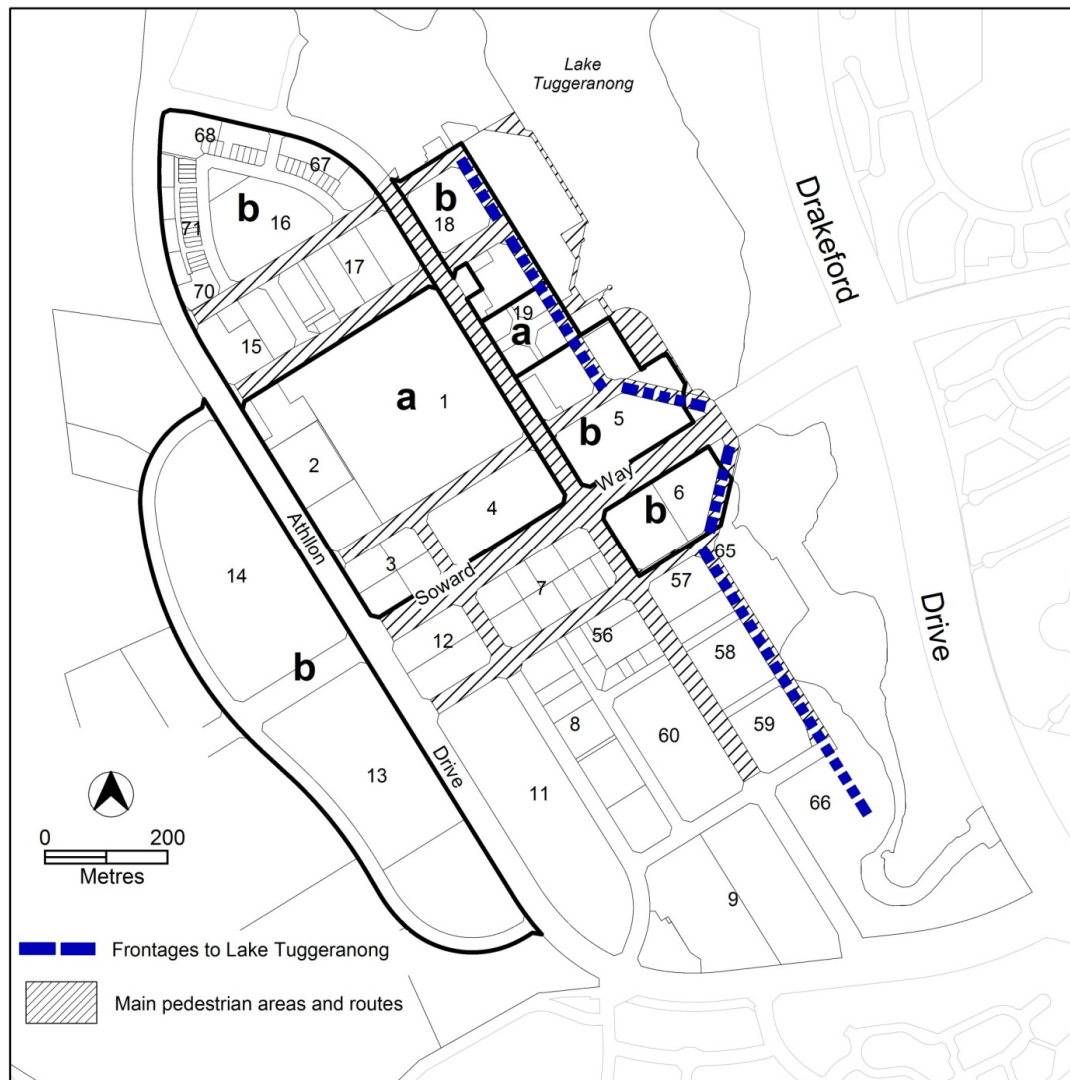 Lake
Tuggeranong
68
67
b
16
71
70
17
15
b
18
19
a
a
1
2
4
3
5
b
Way
6
b
Drakeford
Drive
Athllon
Soward
14
b
13
Drive
12
7
65
57
56
58
8
60
59
11
66
9
0
200
Metres
Frontages to Lake Tuggeranong
Main pedestrian areas and routes